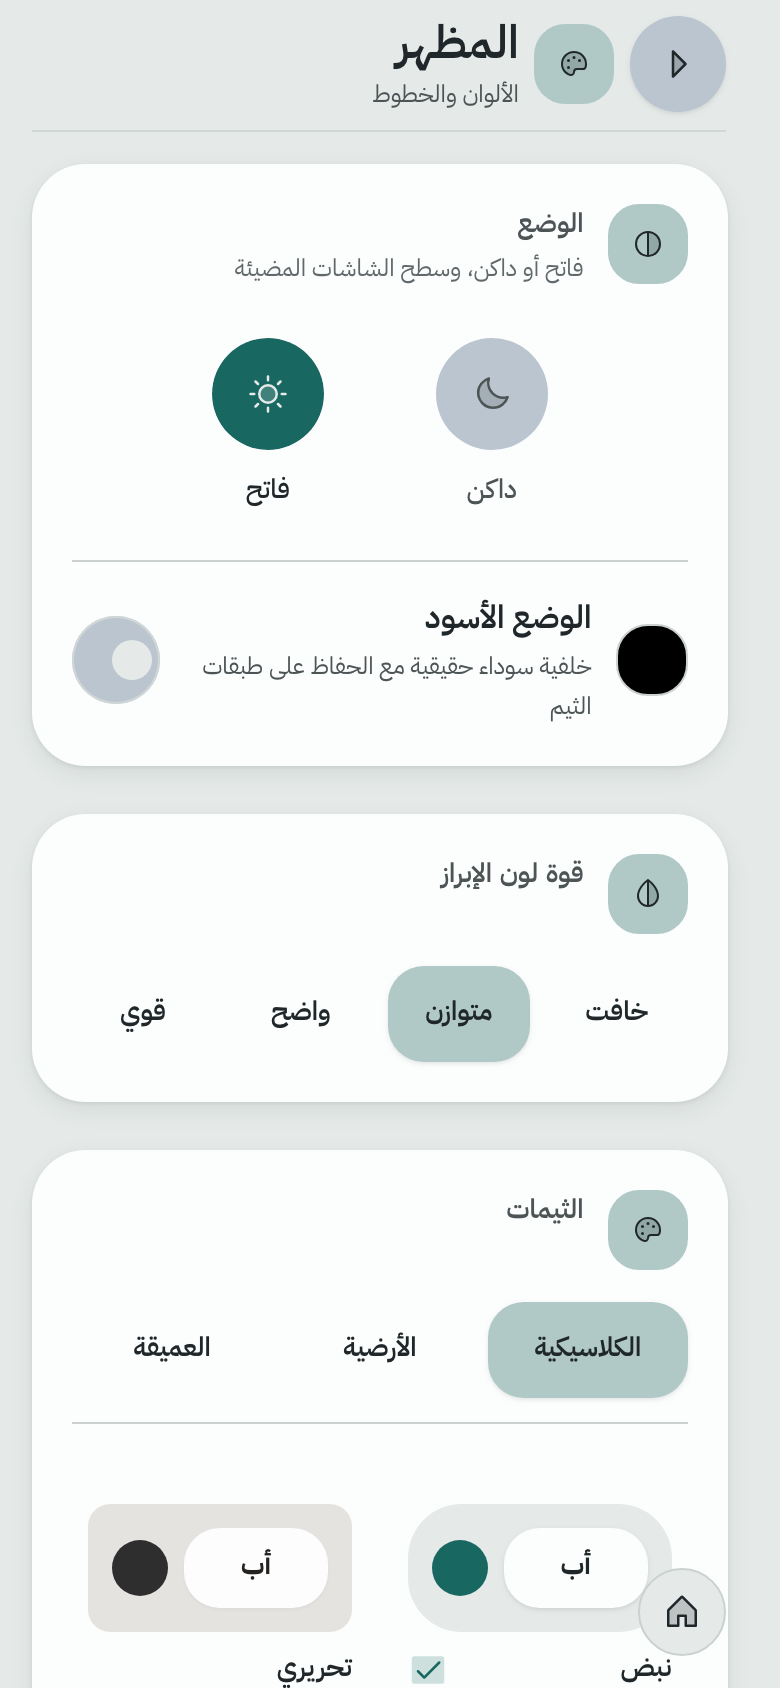 المظهر
الألوان والخطوط
الوضع
فاتح أو داكن، وسطح الشاشات المضيئة
داكن
فاتح
الوضع الأسود
خلفية سوداء حقيقية مع الحفاظ على طبقات
الثيم
قوة لون الإبراز
خافت
متوازن
واضح
قوي
الثيمات
الكلاسيكية
الأرضية
العميقة
أب
أب
نبض
تحريري